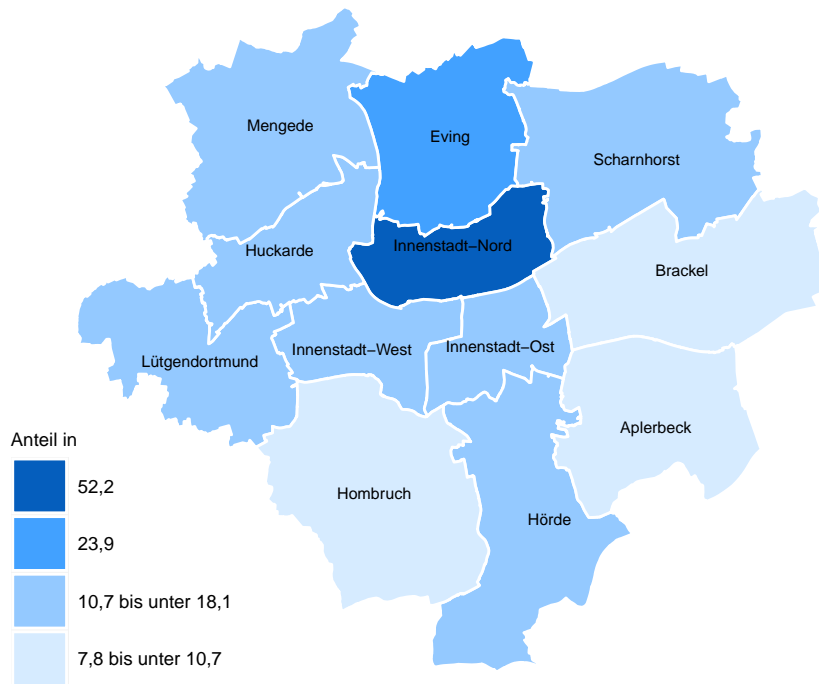 Mengede
Eving
Scharnhorst
Huckarde
Innenstadt–Nord
Brackel
Lütgendortmund
Innenstadt–West
Innenstadt–Ost
Aplerbeck
Hombruch
Hörde
Anteil in
52,2
23,9
10,7 bis unter 18,1
7,8 bis unter 10,7